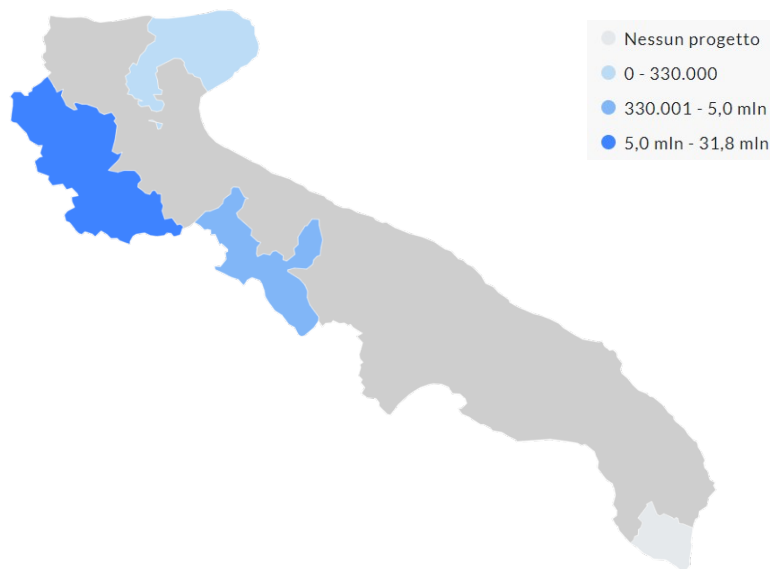 Nessun progetto
0 - 330.000
330.001 - 5,0 mln
5,0 mln - 31,8 mln